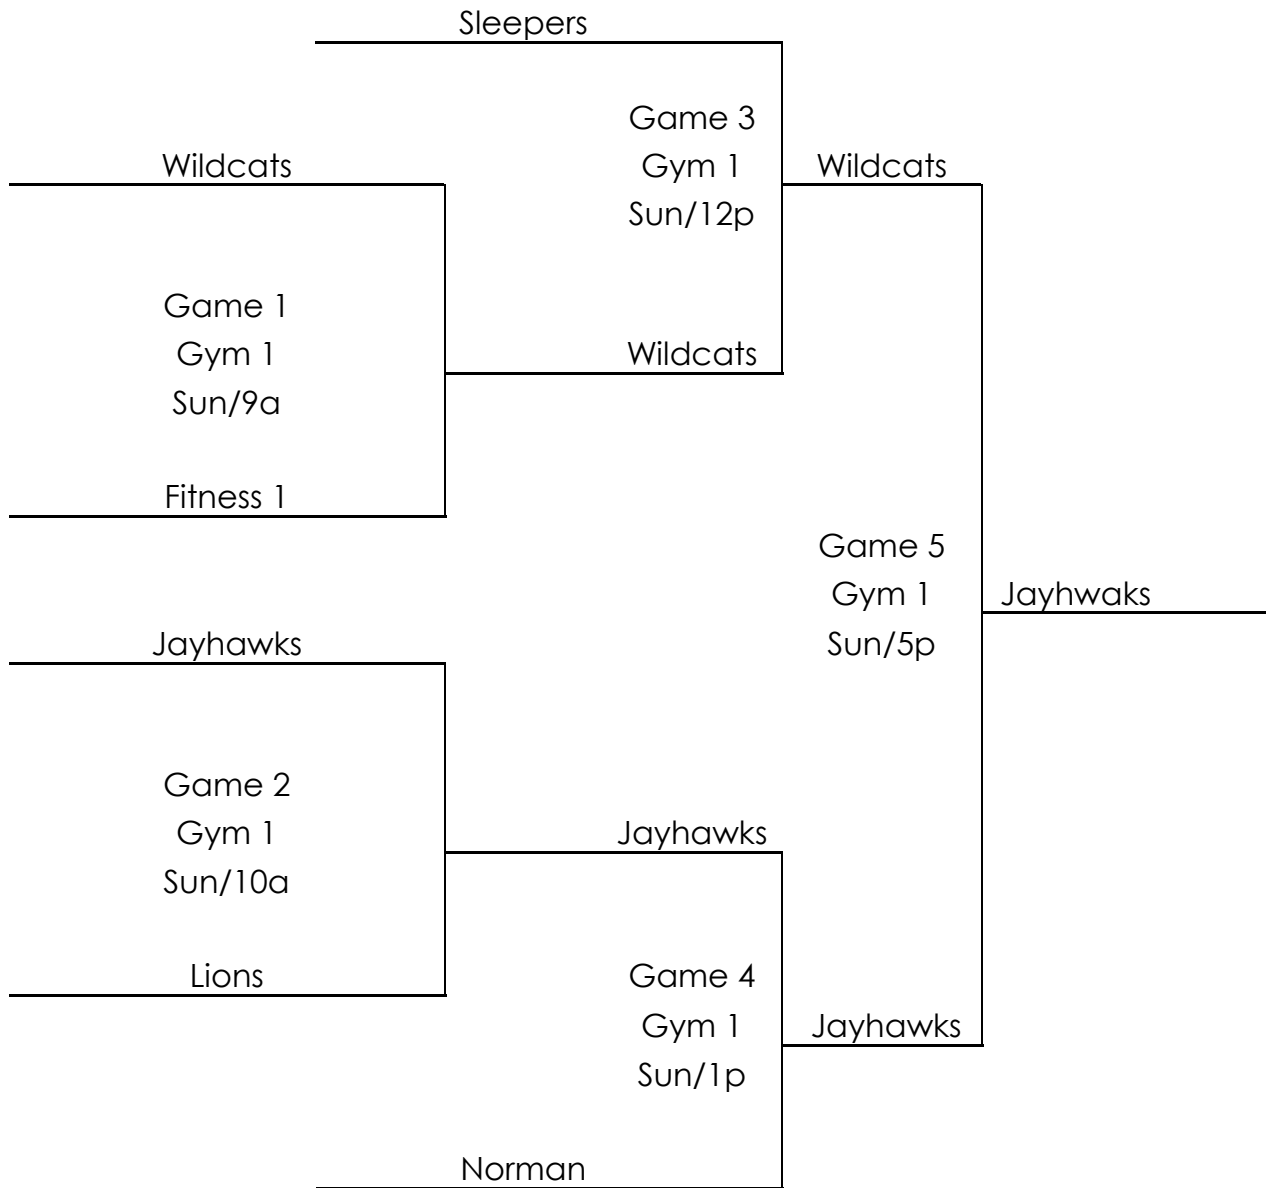 Sleepers
Game 3
Gym 1
Sun/12p
Wildcats
Wildcats
Game 1
Gym 1
Sun/9a
Wildcats
Fitness 1
Game 5
Gym 1
Sun/5p
Jayhwaks
Jayhawks
Game 2
Gym 1
Sun/10a
Jayhawks
Lions
Game 4
Gym 1
Sun/1p
Jayhawks
Norman